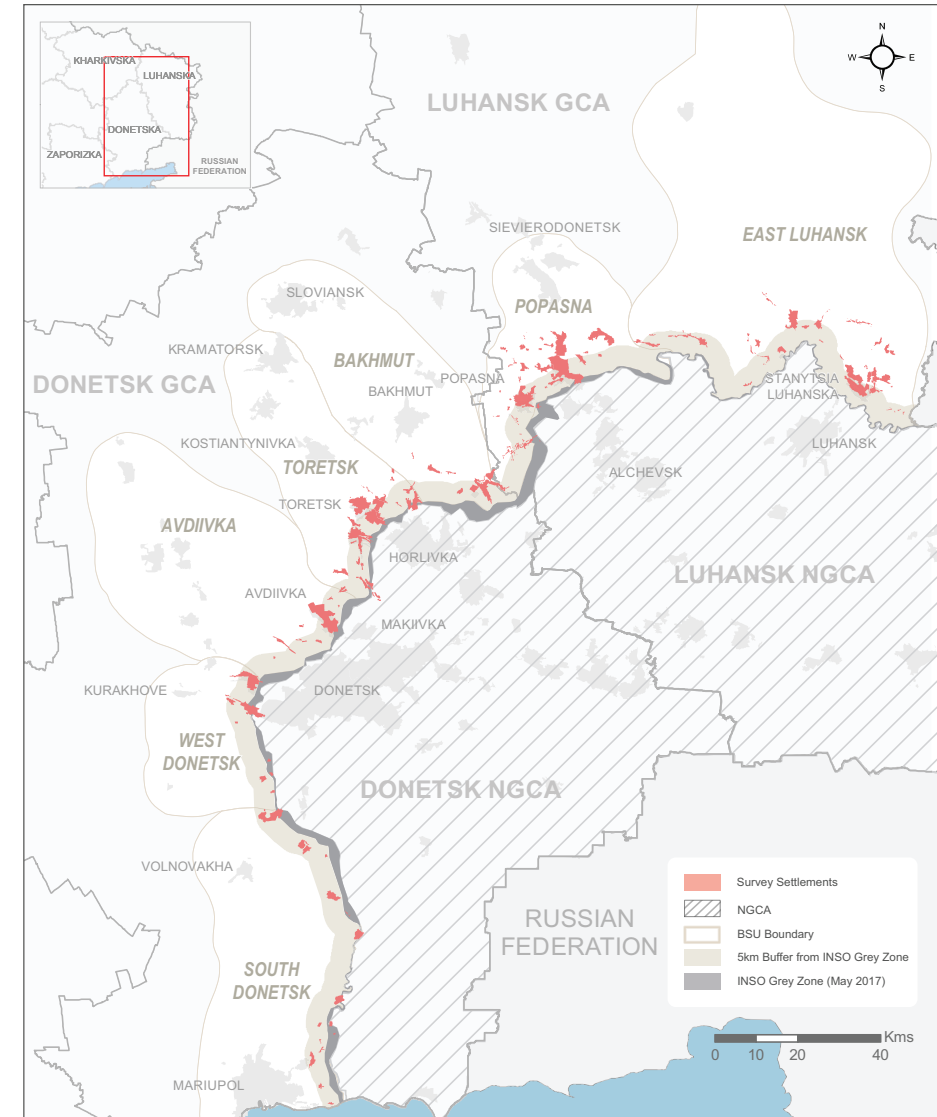 KHARKIVSKA
LUHANSKA
DONETSKA
ZAPORIZKA
RUSSIAN
FEDERATION
N
W
E
S
LUHANSK GCA
SIEVIERODONETSK
EAST LUHANSK
SLOVIANSK
POPASNA
KRAMATORSK
BAKHMUT
DONETSK GCA
POPASNA
BAKHMUT
STANYTSIA
LUHANSKA
KOSTIANTYNIVKA
LUHANSK
TORETSK
ALCHEVSK
TORETSK
AVDIIVKA
HORLIVKA
LUHANSK NGCA
AVDIIVKA
MAKIIVKA
KURAKHOVE
DONETSK
WEST
DONETSK
DONETSK NGCA
VOLNOVAKHA
RUSSIAN
FEDERATION
SOUTH
DONETSK
MARIUPOL
Survey Settlements
NGCA
BSU Boundary
5km Buffer from INSO Grey Zone
INSO Grey Zone (May 2017)
Kms
0 10 20 40